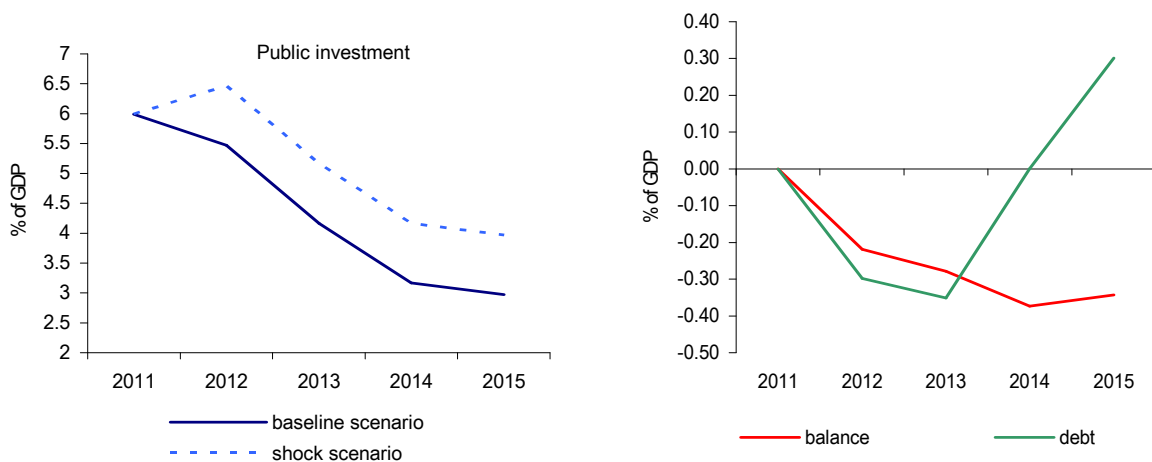 Public investment
% of GDP
7
6.5
6
5.5
5
4.5
4
3.5
3
2.5
2
2011 2012 2013 2014 2015
baseline scenario
shock scenario
% of GDP
0.40
0.30
0.20
0.10
0.00
-0.10
-0.20
-0.30
-0.40
-0.50
2011 2012 2013 2014 2015
balance debt